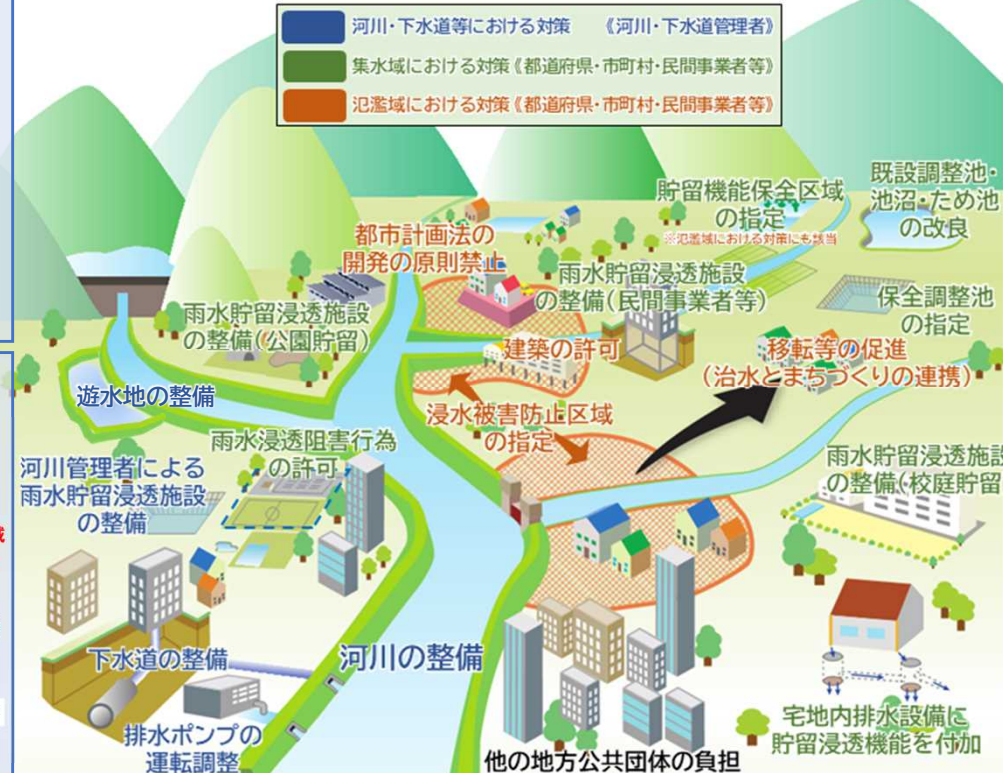 河川・下水道等における対策 《河川・下水道管理者》
集水域における対策《都道府県・市町村・民間事業者等》
氾濫域における対策《都道府県・市町村・民間事業者等》
既設調整池・
池沼・ため池
の改良
貯留機能保全区域
の指定
※氾濫域における対策にも該当
都市計画法の
開発の原則禁止
雨水貯留浸透施設
の整備(民間事業者等)
保全調整池
の指定
雨水貯留浸透施設
の整備(公園貯留)
建築の許可
移転等の促進
(治水とまちづくりの連携)
遊水地の整備
浸水被害防止区域
の指定
雨水浸透阻害行為
の許可
河川管理者による
雨水貯留浸透施設
の整備
雨水貯留浸透施設
の整備(校庭貯留
域
下水道の整備
河川の整備
排水ポンプの
運転調整
宅地内排水設備に
貯留浸透機能を付加
他の地方公共団体の負担